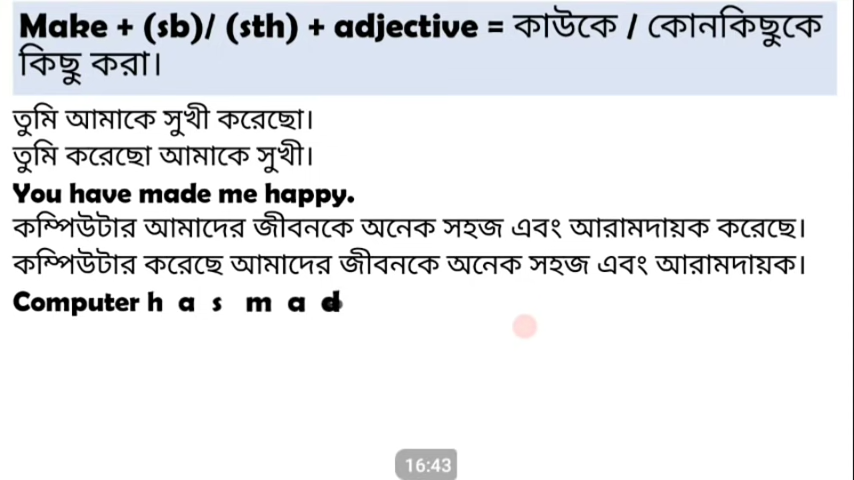 Make + (sb)/ (sth) + adjective = কাউকে / কোনকিছুকে
কিছু করা।
তুমি আমাকে সুখী করেছো।
তুমি করেছো আমাকে সুখী।
You have made me happy.
কম্পিউটার আমাদের জীবনকে অনেক সহজ এবং আরামদায়ক করেছে।
কম্পিউটার করেছে আমাদের জীবনকে অনেক সহজ এবং আরামদায়ক।
Computer h a s m a d
16:43